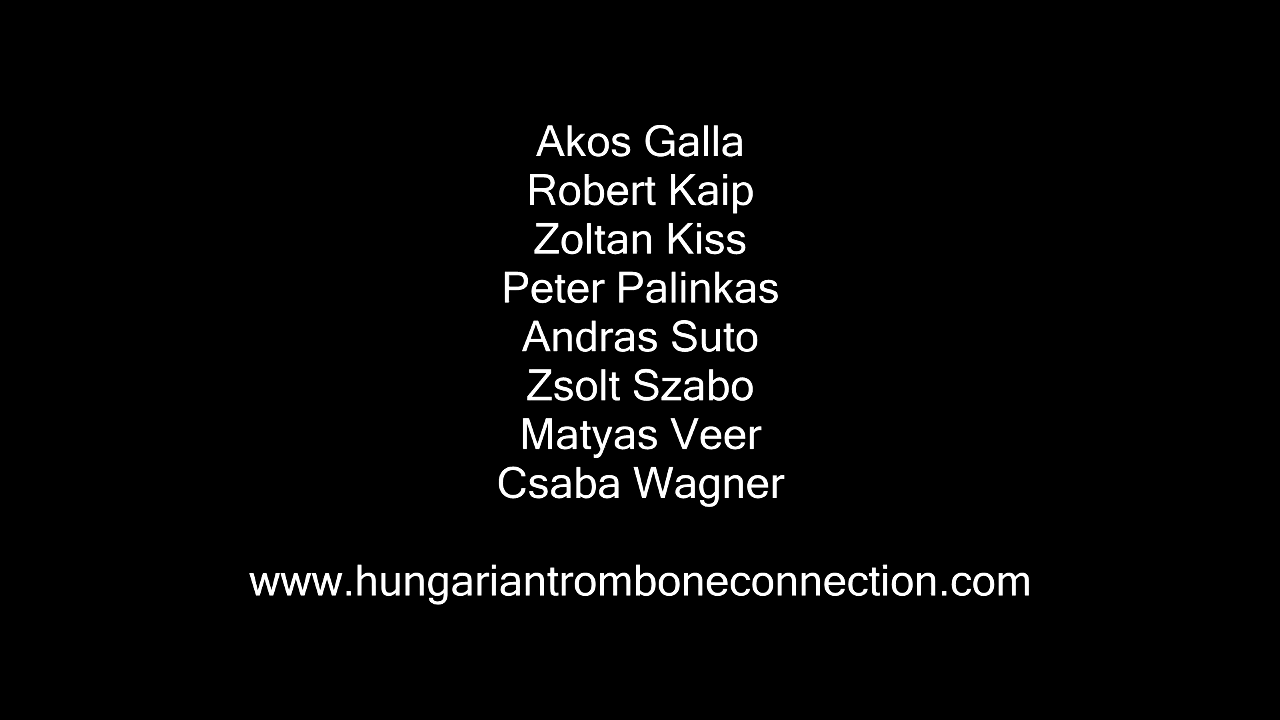 Akos Galla
Robert Kaip
Zoltan Kiss
Peter Palinkas
Andras Suto
Zsolt Szabo
Matyas Veer
Csaba Wagner
www.hungariantromboneconnection.com